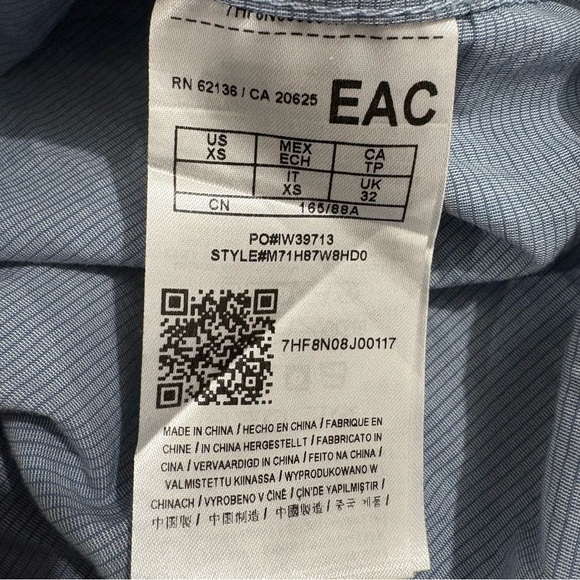 RN 62136 / CA 20625 EAC
US XS MEX ECH CA TP
IT XS UK 32
CN 165/88A
PO#IW39713
STYLE#M71H87W8HD0
7HF8N08J00117
MADE IN CHINA / HECHO EN CHINA / FABRIQUE EN
CHINE / IN CHINA HERGESTELLT / FABBRICATO IN
CINA / VERVAARDIGD IN CHINA / FEITO NA CHINA /
VALMISTETTU KIINASSA / WYPRODUKOWANO W
CHINACH / VYROBENO V ČÍNĚ / ÇİN'DE YAPILMIŞTIR /
中国製 / 中国制造 / 中國製造 / 중국 제품 /